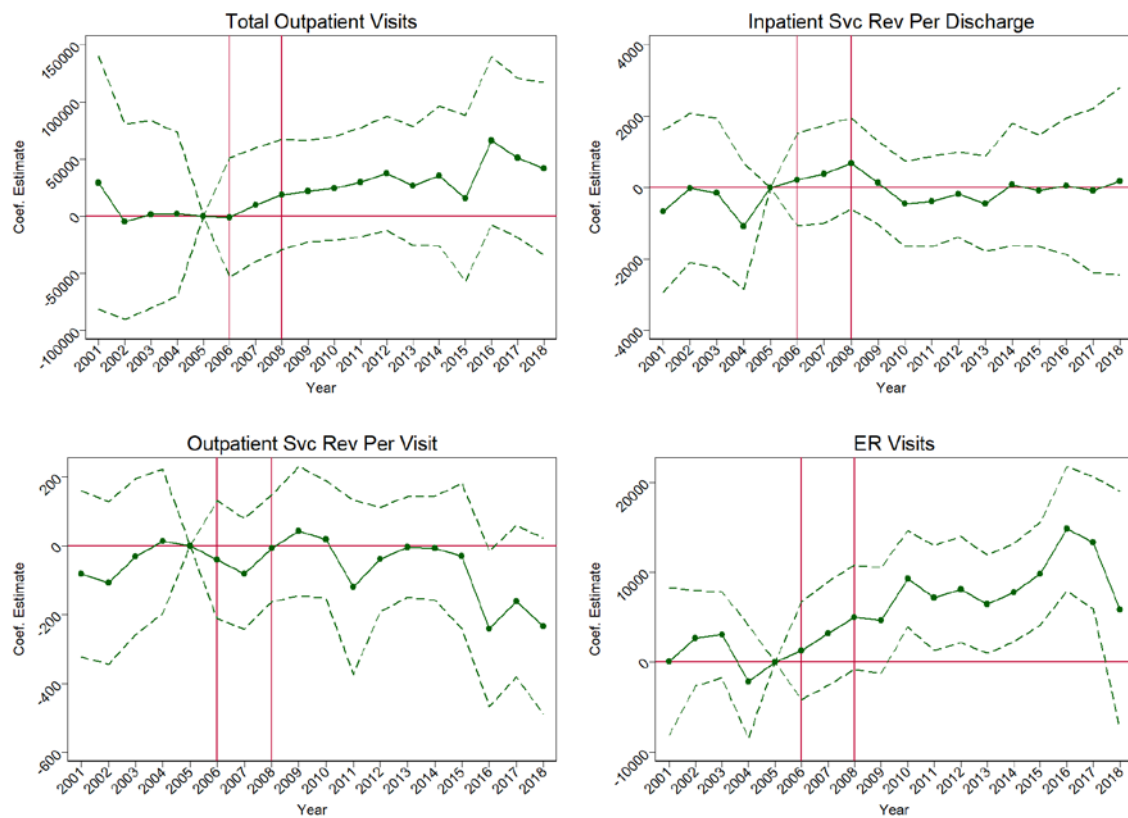 Total Outpatient Visits
Coef. Estimate
150000
100000
50000
0
-50000
-100000
2001 2002 2003 2004 2005 2006 2007 2008 2009 2010 2011 2012 2013 2014 2015 2016 2017 2018
Year
Inpatient Svc Rev Per Discharge
Coef. Estimate
4000
2000
0
-2000
-4000
2001 2002 2003 2004 2005 2006 2007 2008 2009 2010 2011 2012 2013 2014 2015 2016 2017 2018
Year
Outpatient Svc Rev Per Visit
Coef. Estimate
200
0
-200
-400
-600
2001 2002 2003 2004 2005 2006 2007 2008 2009 2010 2011 2012 2013 2014 2015 2016 2017 2018
Year
ER Visits
Coef. Estimate
20000
10000
0
-10000
2001 2002 2003 2004 2005 2006 2007 2008 2009 2010 2011 2012 2013 2014 2015 2016 2017 2018
Year